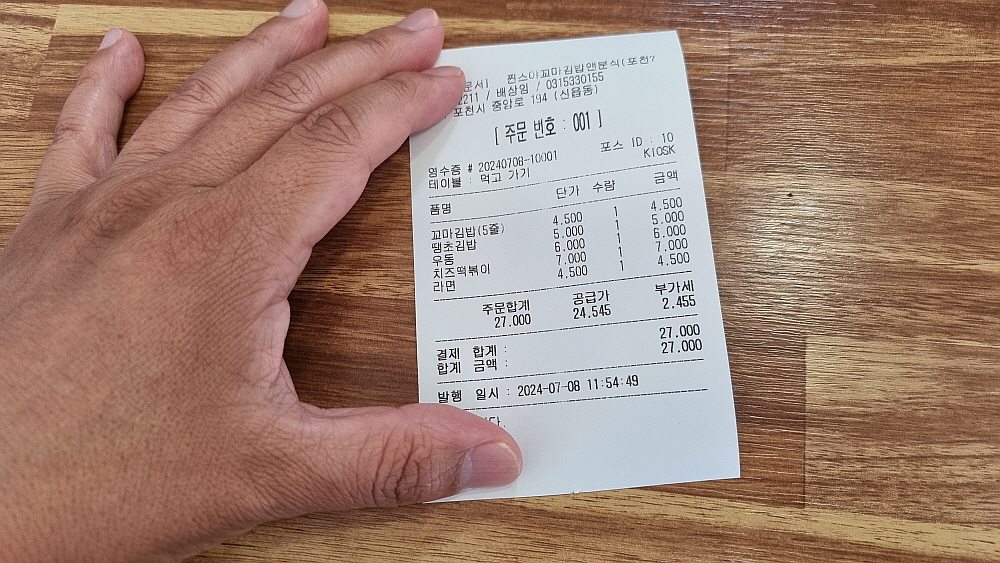 문서] 찐스마꼬마김밥앤분식(포천?
2211 / 배상임 / 0315330155
포천시 중앙로 194 (신읍동)
[ 주문 번호 : 001 ]
영수증 # 20240708-10001 포스 ID : 10
테이블 : 먹고 가기 KIOSK
품명 단가 수량 금액
꼬마김밥(5줄) 4.500 1 4.500
땡초김밥 5.000 1 5.000
우동 6.000 1 6.000
치즈떡볶이 7.000 1 7.000
라면 4.500 1 4.500
주문합계 공급가 부가세
27.000 24.545 2.455
결제 합계 : 27.000
합계 금액 : 27.000
발행 일시 : 2024-07-08 11:54:49